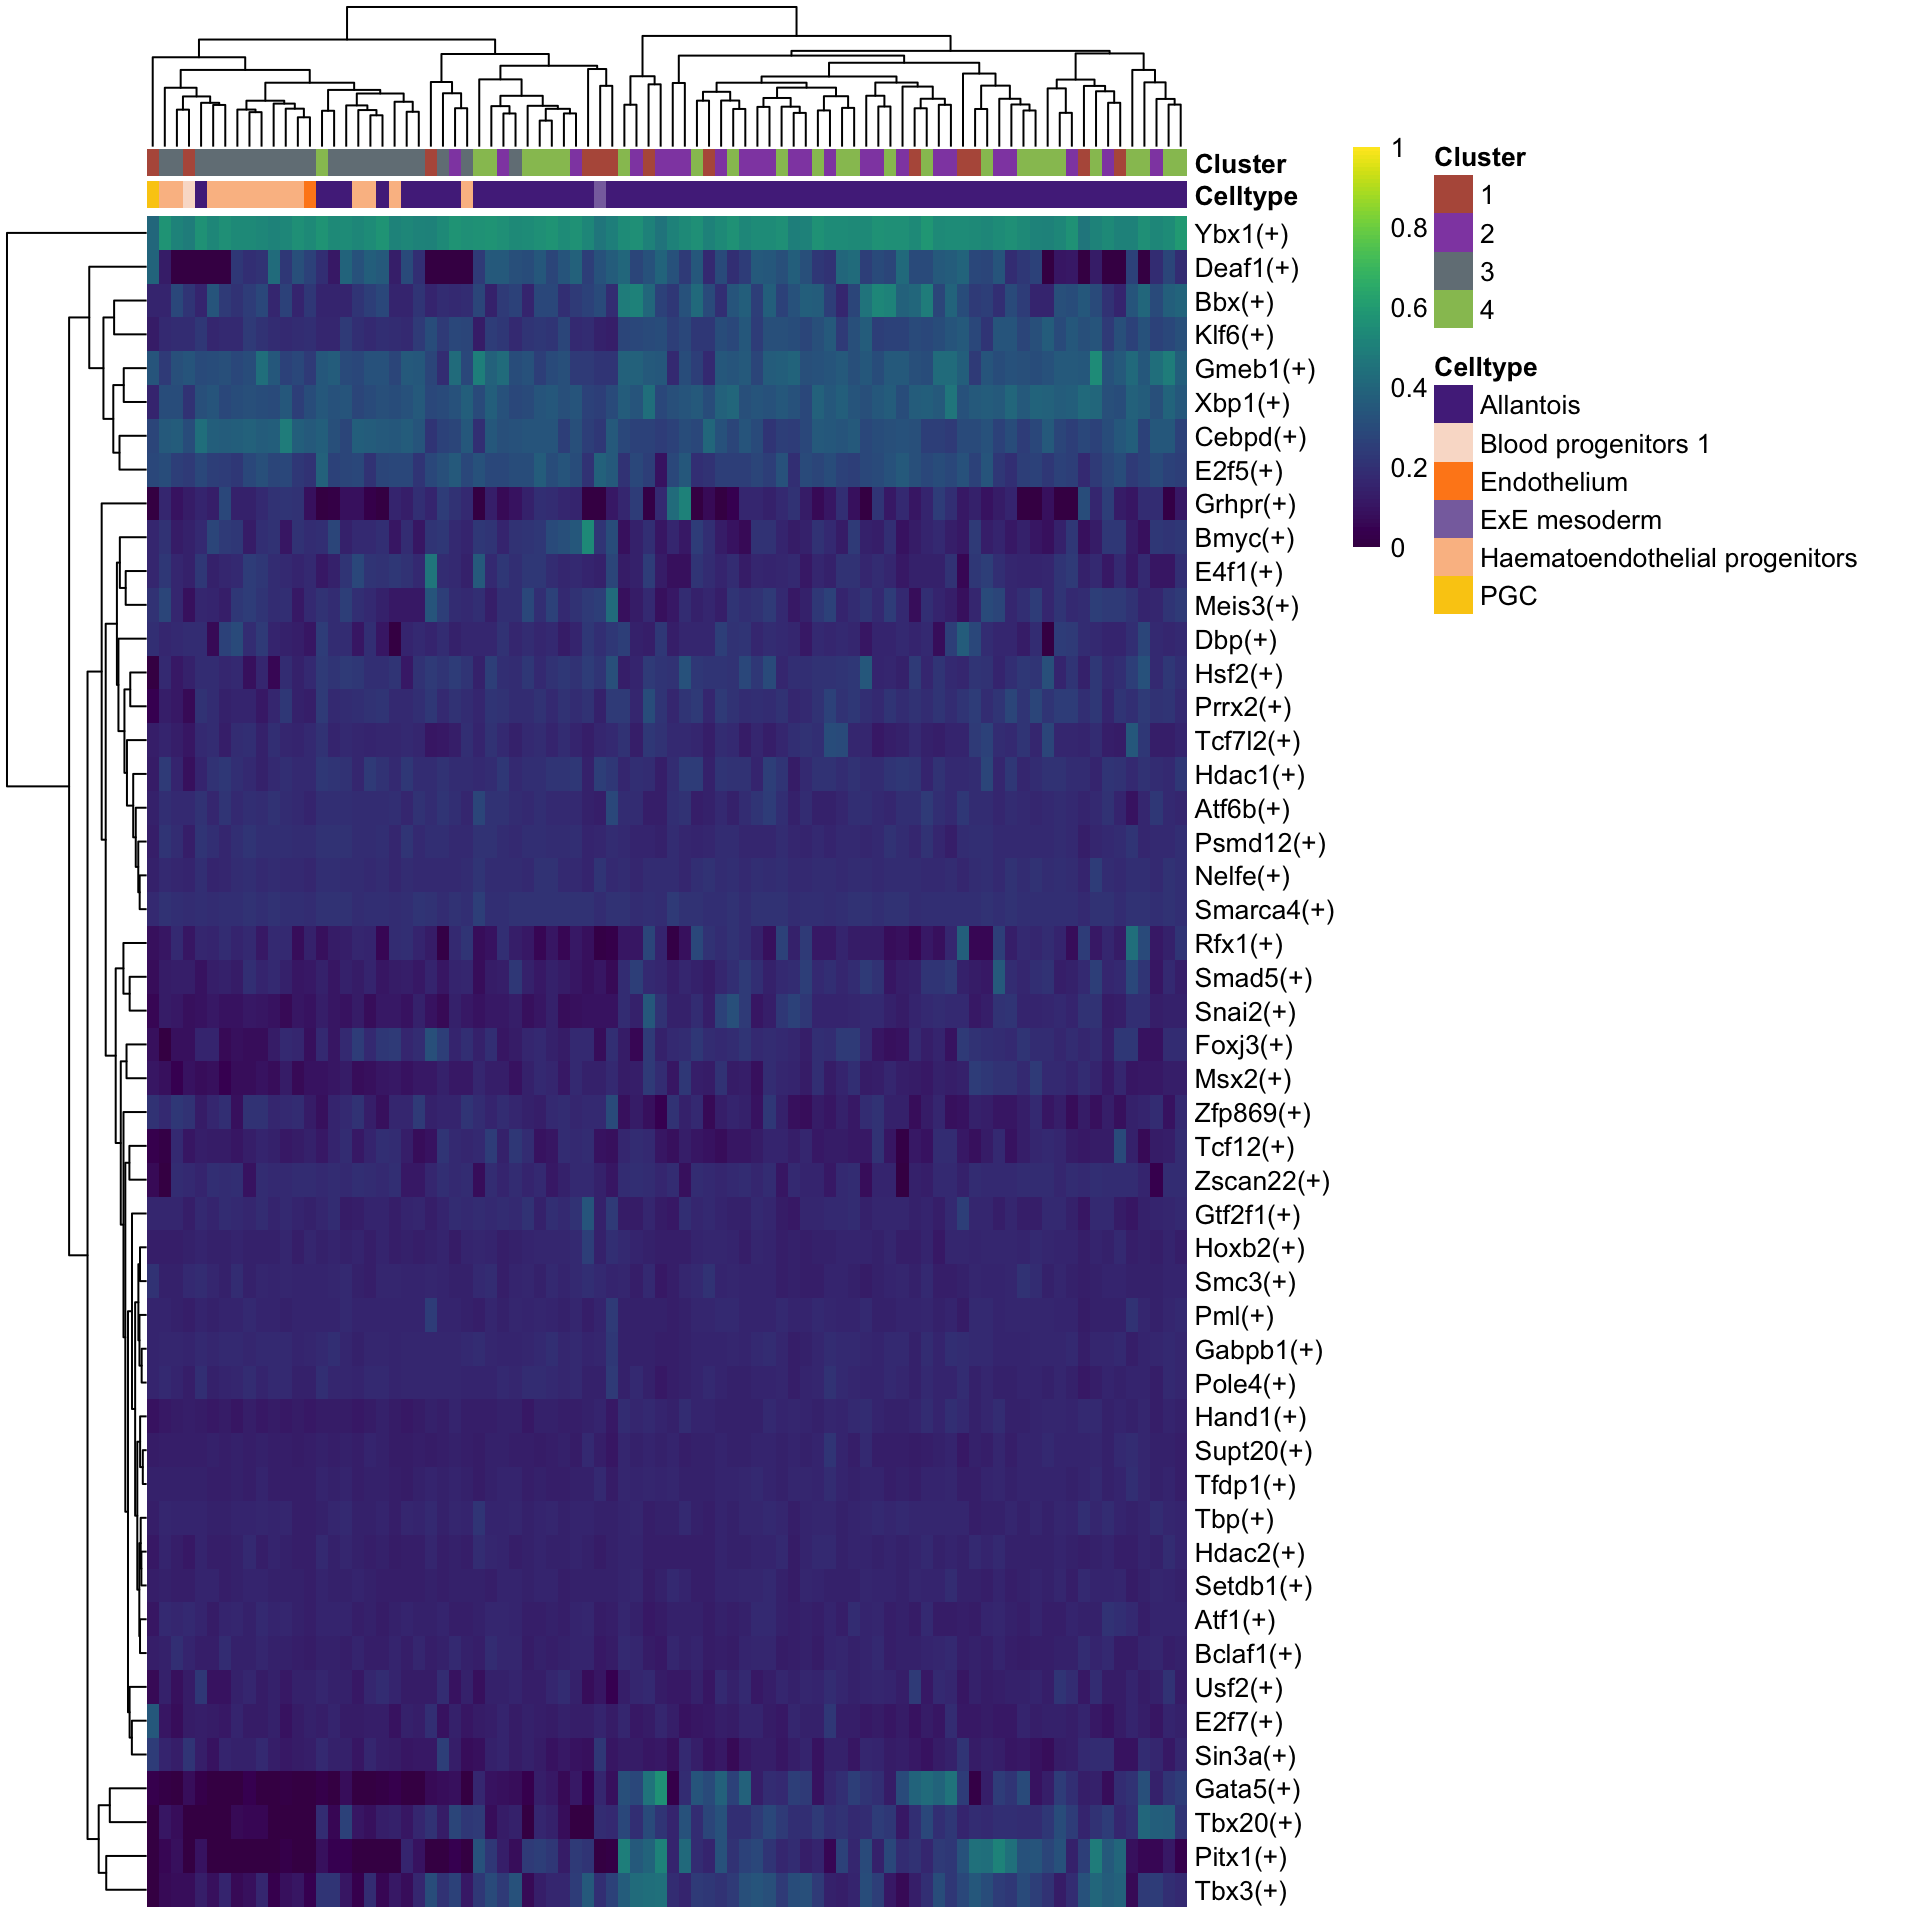 Cluster
Celltype
Ybx1(+)
Deaf1(+)
Bbx(+)
Klf6(+)
Gmeb1(+)
Xbp1(+)
Cebpd(+)
E2f5(+)
Grhpr(+)
Bmyc(+)
E4f1(+)
Meis3(+)
Dbp(+)
Hsf2(+)
Prrx2(+)
Tcf7l2(+)
Hdac1(+)
Atf6b(+)
Psmd12(+)
Nelfe(+)
Smarca4(+)
Rfx1(+)
Smad5(+)
Snai2(+)
Foxj3(+)
Msx2(+)
Zfp869(+)
Tcf12(+)
Zscan22(+)
Gtf2f1(+)
Hoxb2(+)
Smc3(+)
Pml(+)
Gabpb1(+)
Pole4(+)
Hand1(+)
Supt20(+)
Tfdp1(+)
Tbp(+)
Hdac2(+)
Setdb1(+)
Atf1(+)
Bclaf1(+)
Usf2(+)
E2f7(+)
Sin3a(+)
Gata5(+)
Tbx20(+)
Pitx1(+)
Tbx3(+)
1
0.8
0.6
0.4
0.2
0
Cluster
1
2
3
4
Celltype
Allantois
Blood progenitors 1
Endothelium
ExE mesoderm
Haematoendothelial progenitors
PGC